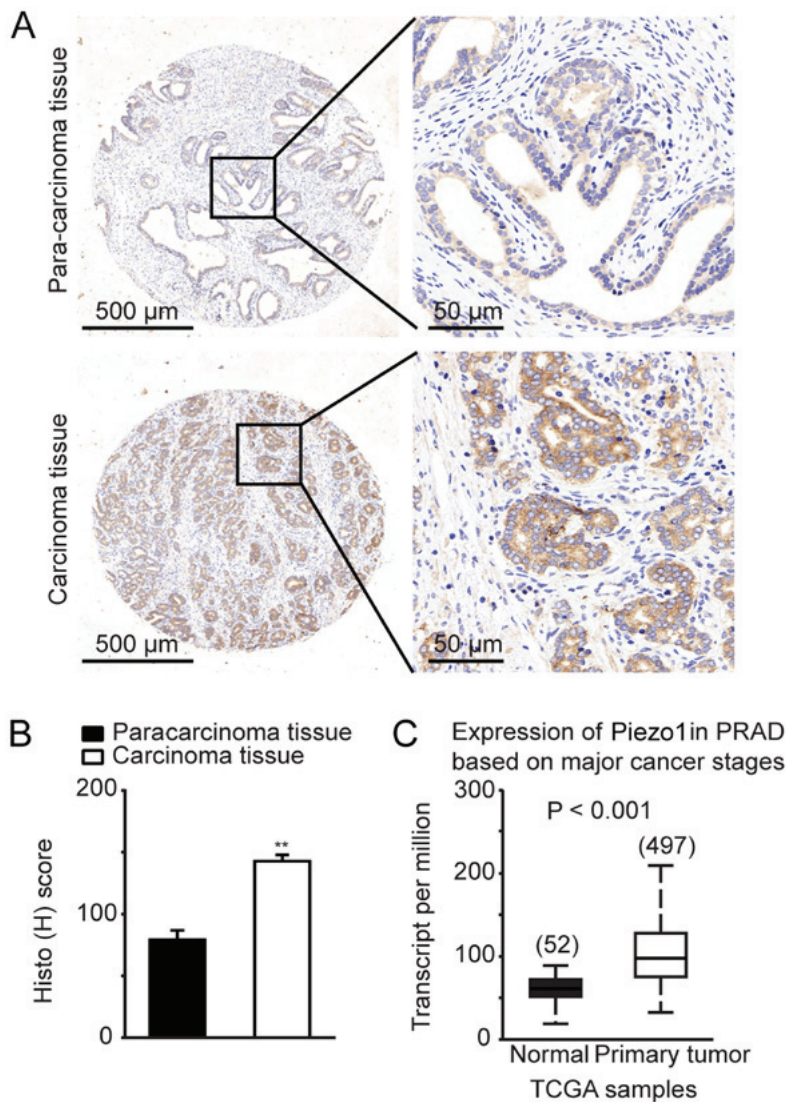 A
Para-carcinoma tissue
500 µm
50 µm
Carcinoma tissue
500 µm
50 µm
B
Paracarcinoma tissue
Carcinoma tissue
200
100
0
Histo (H) score
**
C
Expression of Piezo1in PRAD
based on major cancer stages
300
200
100
0
Transcript per million
P < 0.001
(497)
(52)
Normal Primary tumor
TCGA samples